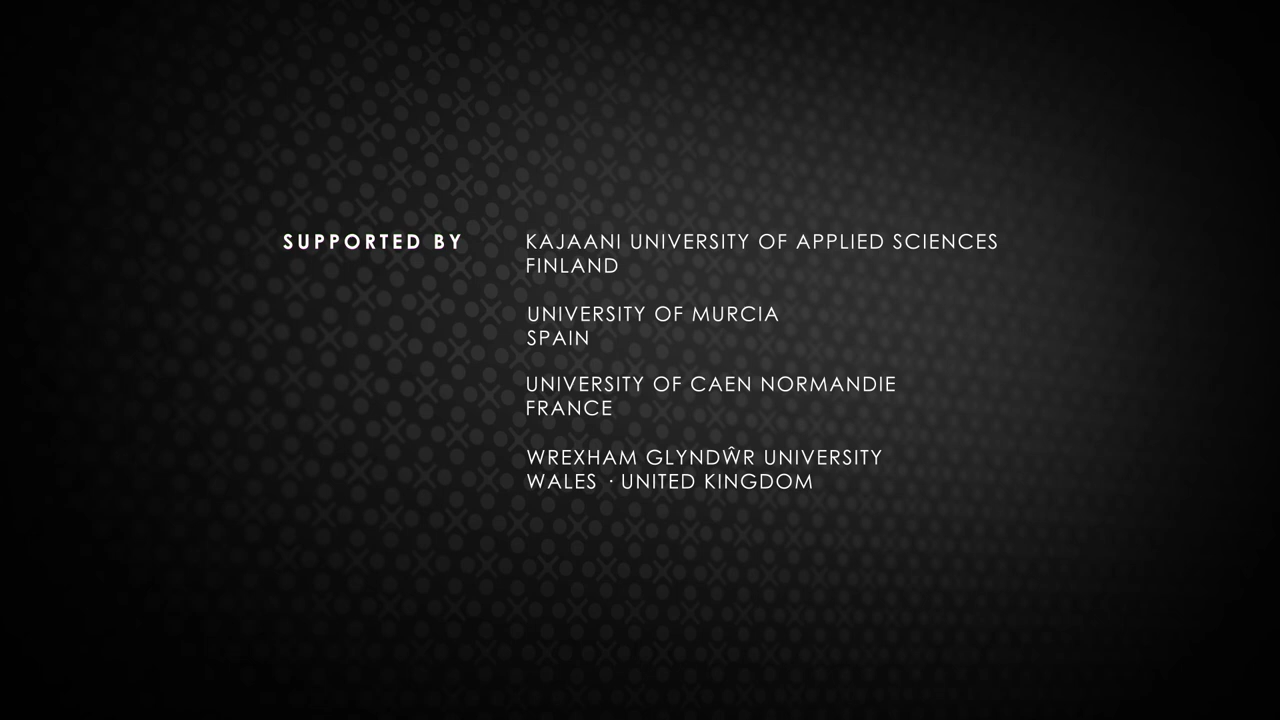 SUPPORTED BY
KAJAANI UNIVERSITY OF APPLIED SCIENCES
FINLAND
UNIVERSITY OF MURCIA
SPAIN
UNIVERSITY OF CAEN NORMANDIE
FRANCE
WREXHAM GLYNDŴR UNIVERSITY
WALES · UNITED KINGDOM